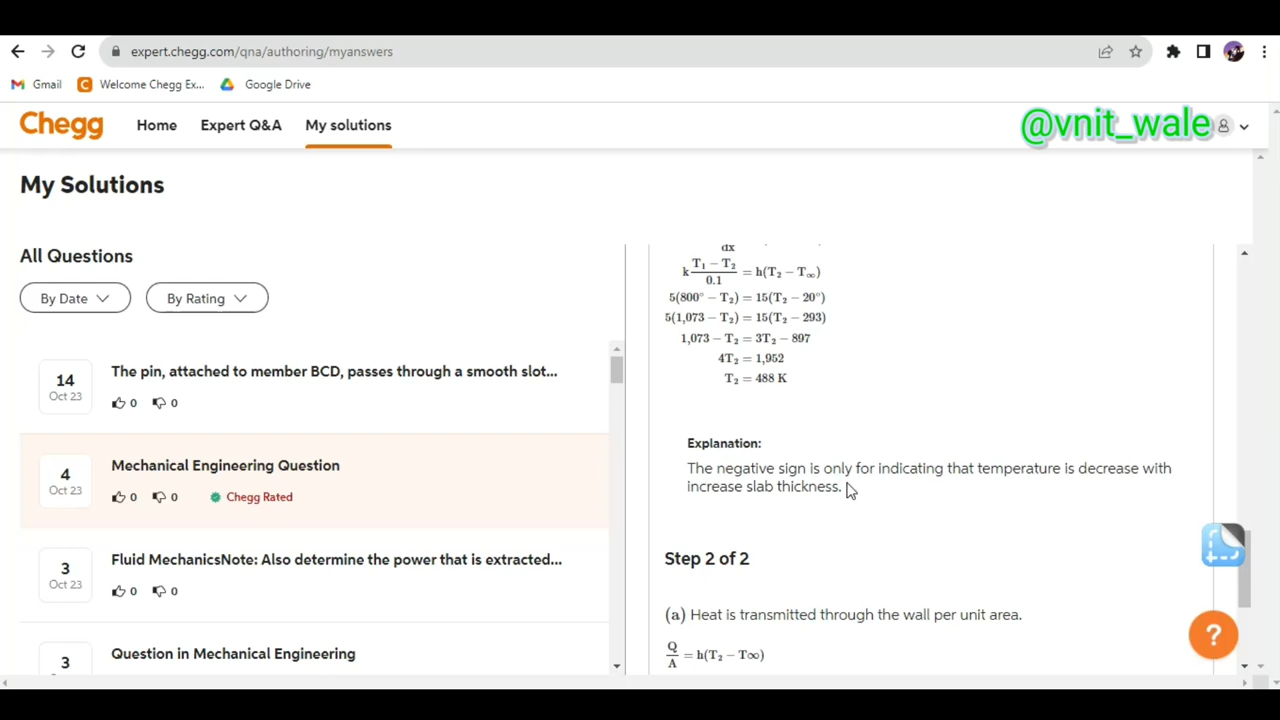 expert.chegg.com/qna/authoring/myanswers
Gmail
Welcome Chegg Ex...
Google Drive
Chegg
Home
Expert Q&A
My solutions
@vnit_wale
My Solutions
All Questions
By Date
By Rating
14
Oct 23
The pin, attached to member BCD, passes through a smooth slot...
0
0
4
Oct 23
Mechanical Engineering Question
0
0
Chegg Rated
3
Oct 23
Fluid MechanicsNote: Also determine the power that is extracted...
0
0
3
Question in Mechanical Engineering
dx
k (T₁ − T₂)/0.1 = h(T₂ − T∞)
5(800° − T₂) = 15(T₂ − 20°)
5(1,073 − T₂) = 15(T₂ − 293)
1,073 − T₂ = 3T₂ − 897
4T₂ = 1,952
T₂ = 488 K
Explanation:
The negative sign is only for indicating that temperature is decrease with
increase slab thickness.
Step 2 of 2
(a) Heat is transmitted through the wall per unit area.
Q/A = h(T₂ − T∞)
?